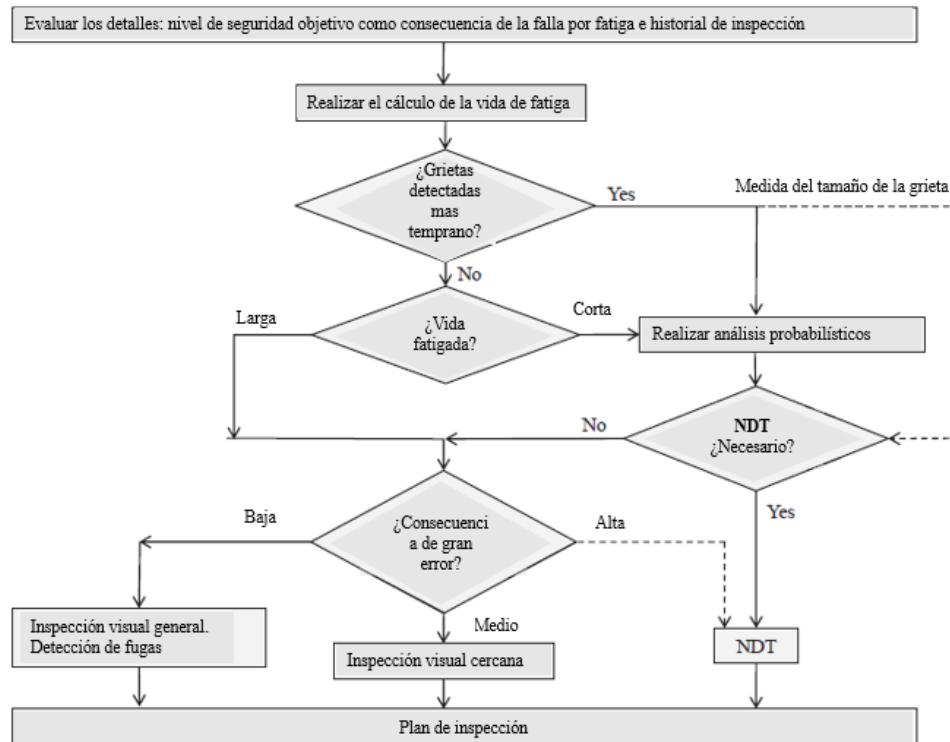 Evaluar los detalles: nivel de seguridad objetivo como consecuencia de la falla por fatiga e historial de inspección
Realizar el cálculo de la vida de fatiga
¿Grietas
detectadas
mas
temprano?
Yes
Medida del tamaño de la grieta
No
Larga
¿Vida
fatigada?
Corta
Realizar análisis probabilísticos
No
NDT
¿Necesario?
Yes
Baja
¿Consecuenci
a de gran
error?
Alta
Medio
Inspección visual general.
Detección de fugas
Inspección visual cercana
NDT
Plan de inspección